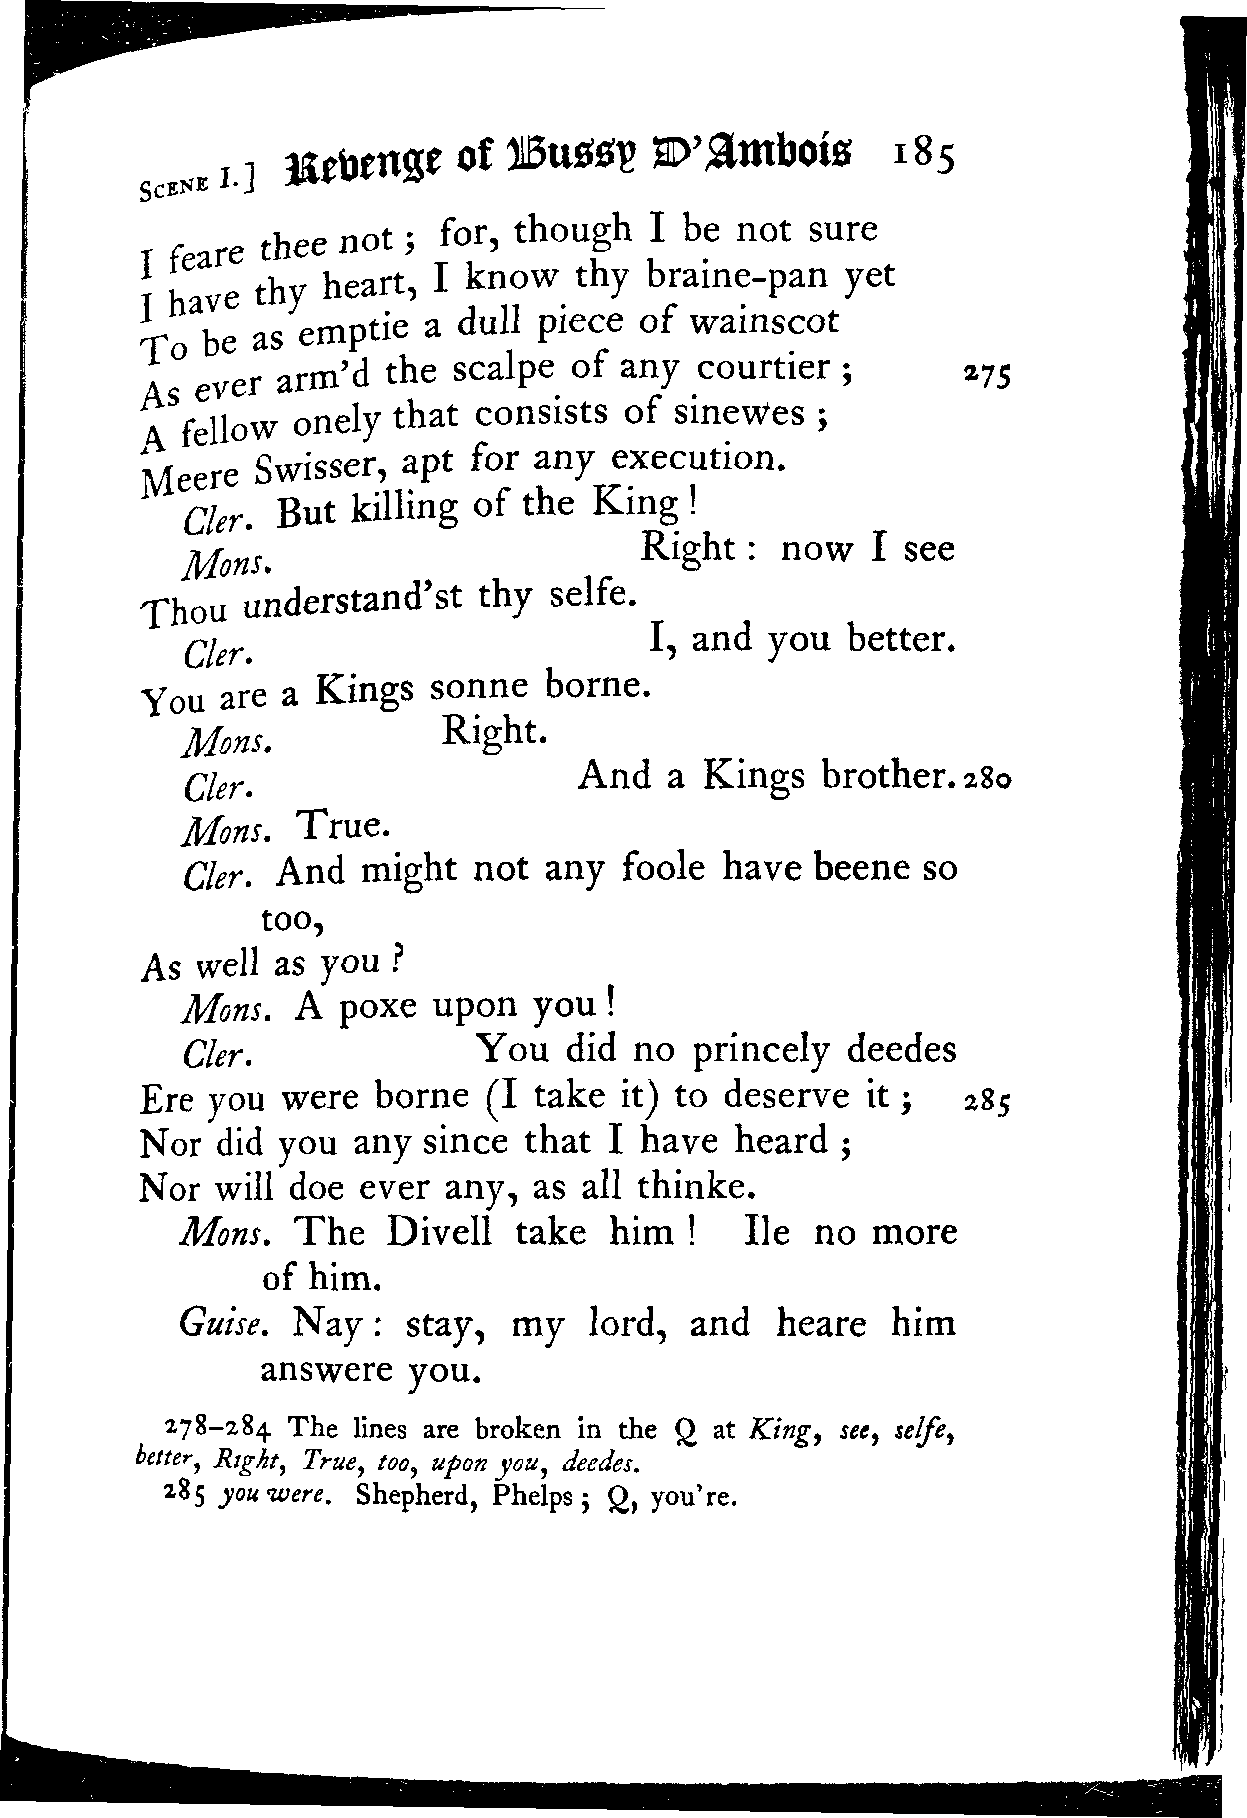 SCENE I.] Revenge of Bussy D'Ambois 185
I feare thee not ; for, though I be not sure
I have thy heart, I know thy braine-pan yet
To be as emptie a dull piece of wainscot
As ever arm'd the scalpe of any courtier ; 275
A fellow onely that consists of sinewes ;
Meere Swisser, apt for any execution.
Cler. But killing of the King !
Mons. Right : now I see
Thou understand'st thy selfe.
Cler. I, and you better.
You are a Kings sonne borne.
Mons. Right.
Cler. And a Kings brother. 280
Mons. True.
Cler. And might not any foole have beene so
too,
As well as you ?
Mons. A poxe upon you !
Cler. You did no princely deedes
Ere you were borne (I take it) to deserve it ; 285
Nor did you any since that I have heard ;
Nor will doe ever any, as all thinke.
Mons. The Divell take him ! Ile no more
of him.
Guise. Nay : stay, my lord, and heare him
answere you.
278–284 The lines are broken in the Q at King, see, selfe,
better, Right, True, too, upon you, deedes.
285 you were. Shepherd, Phelps ; Q, you're.